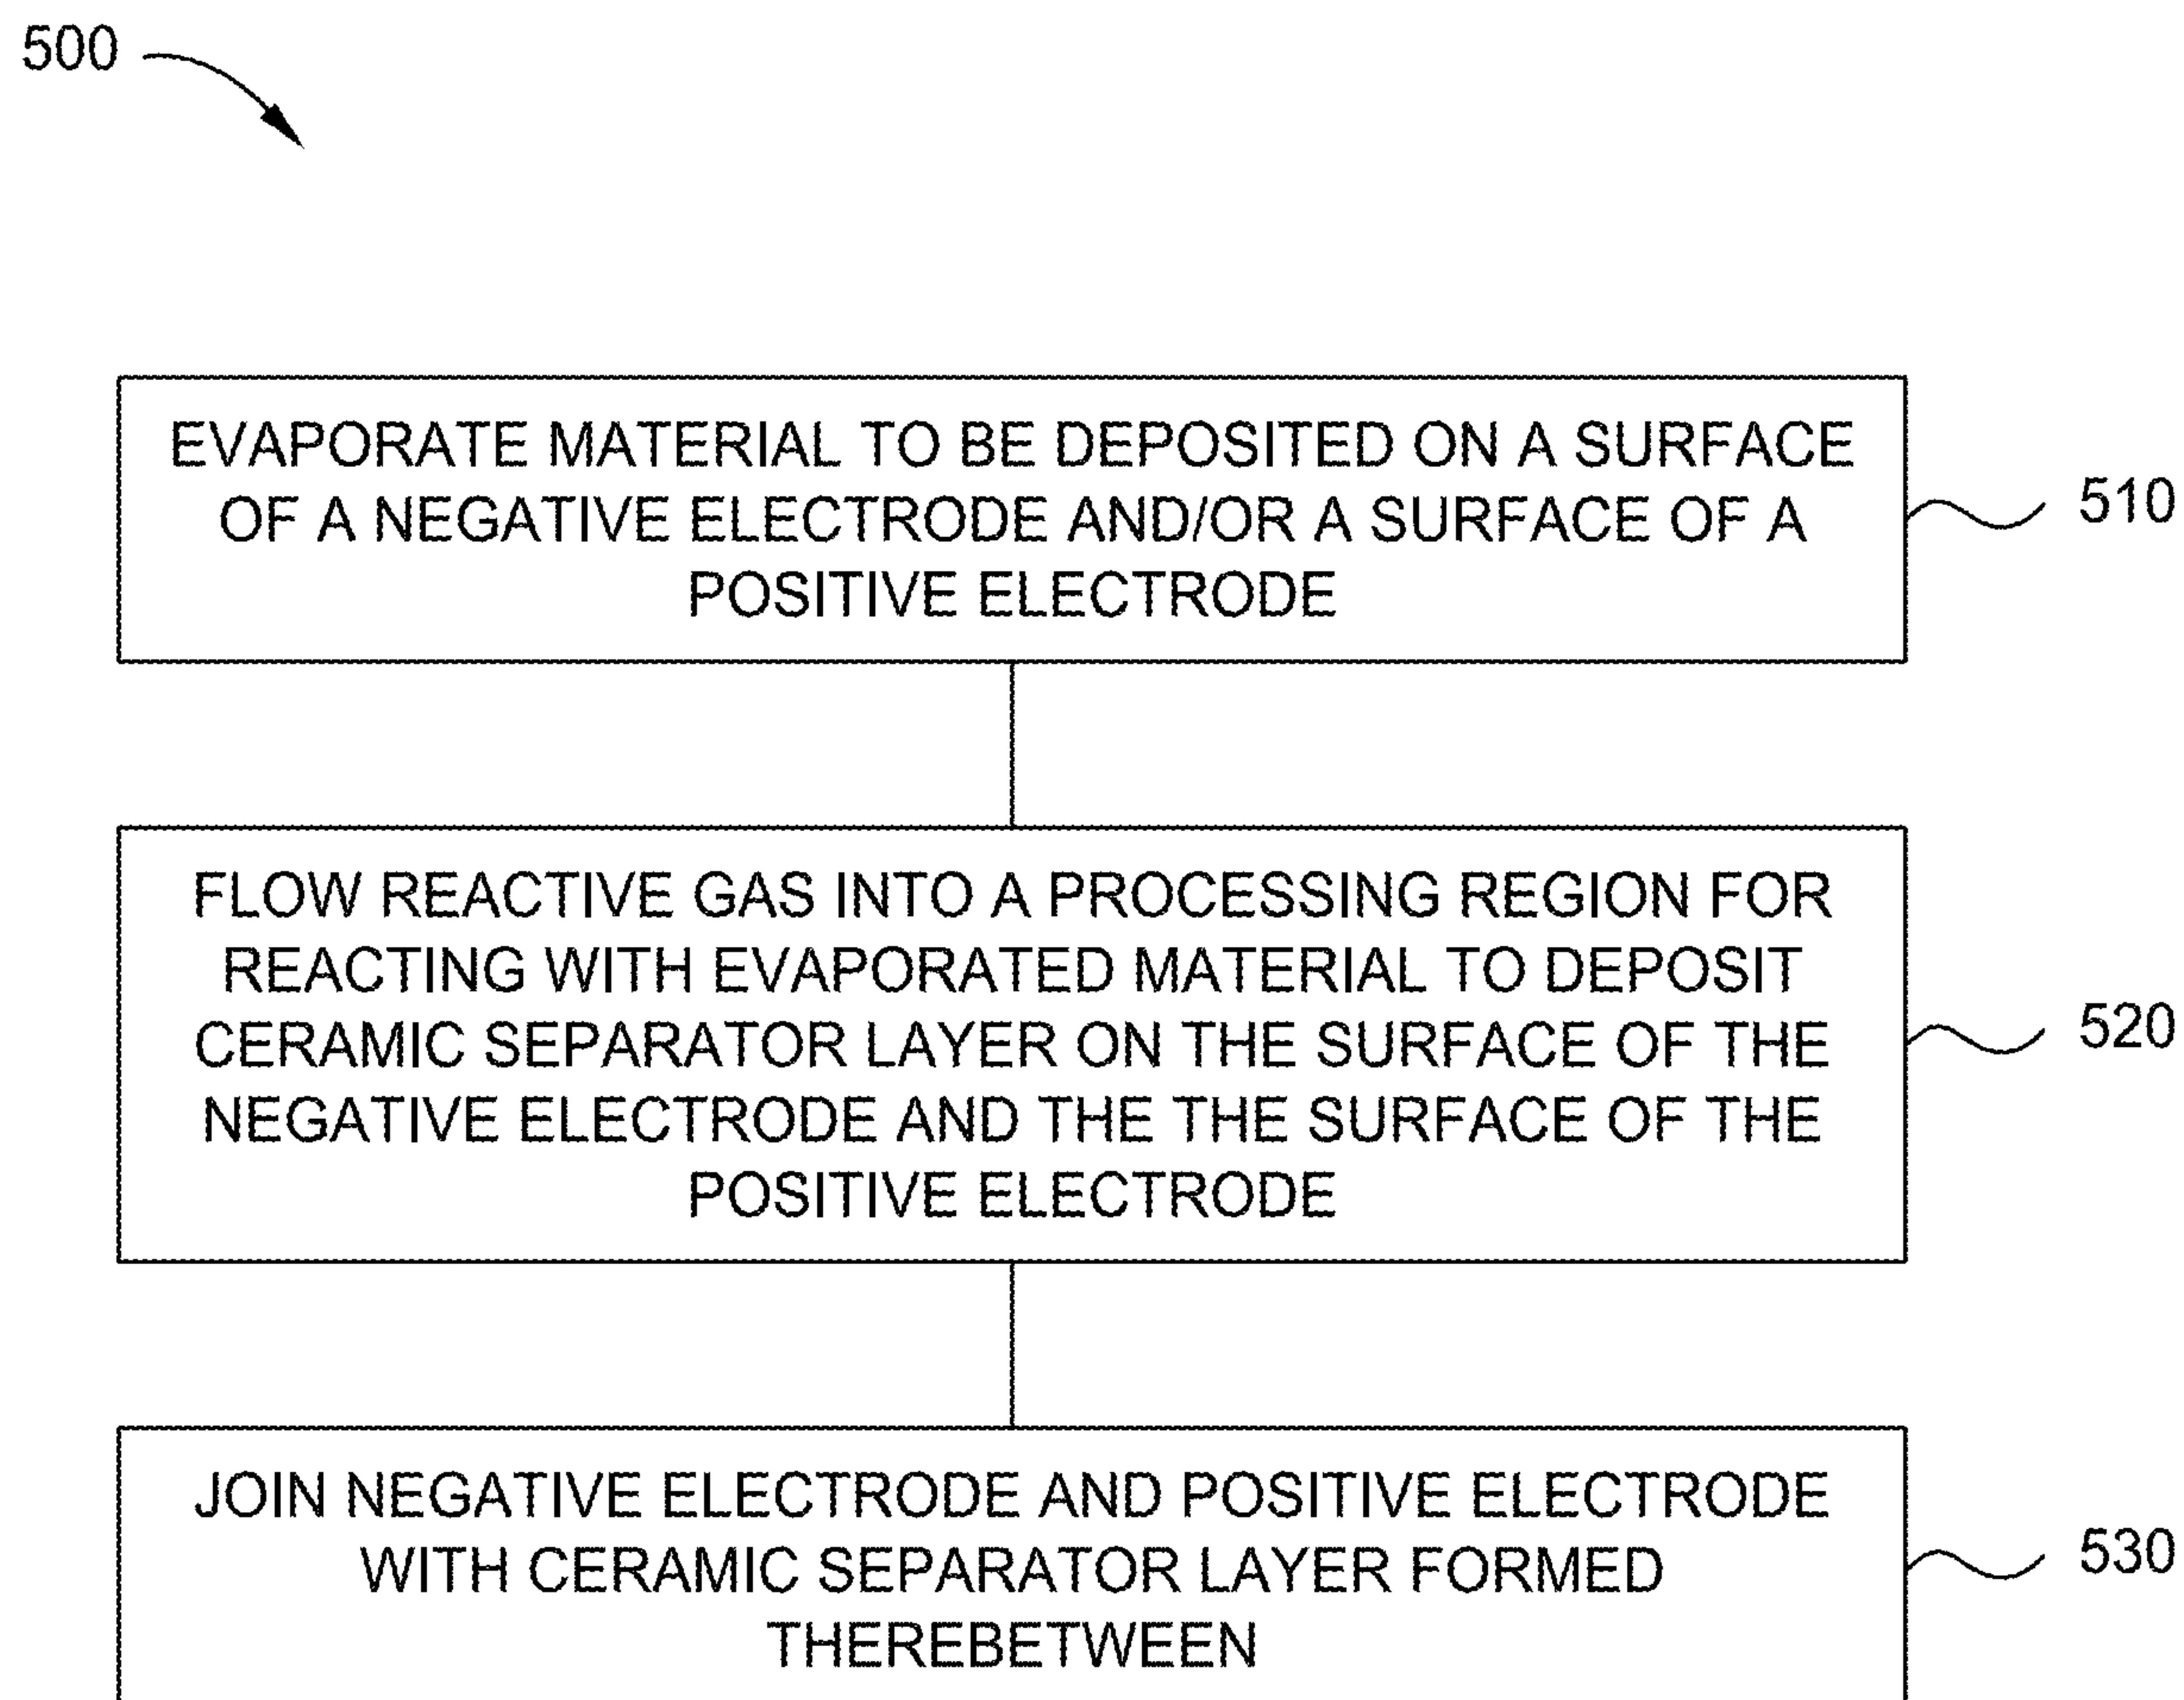 500
EVAPORATE MATERIAL TO BE DEPOSITED ON A SURFACE
OF A NEGATIVE ELECTRODE AND/OR A SURFACE OF A
POSITIVE ELECTRODE
510
FLOW REACTIVE GAS INTO A PROCESSING REGION FOR
REACTING WITH EVAPORATED MATERIAL TO DEPOSIT
CERAMIC SEPARATOR LAYER ON THE SURFACE OF THE
NEGATIVE ELECTRODE AND THE THE SURFACE OF THE
POSITIVE ELECTRODE
520
JOIN NEGATIVE ELECTRODE AND POSITIVE ELECTRODE
WITH CERAMIC SEPARATOR LAYER FORMED
THEREBETWEEN
530